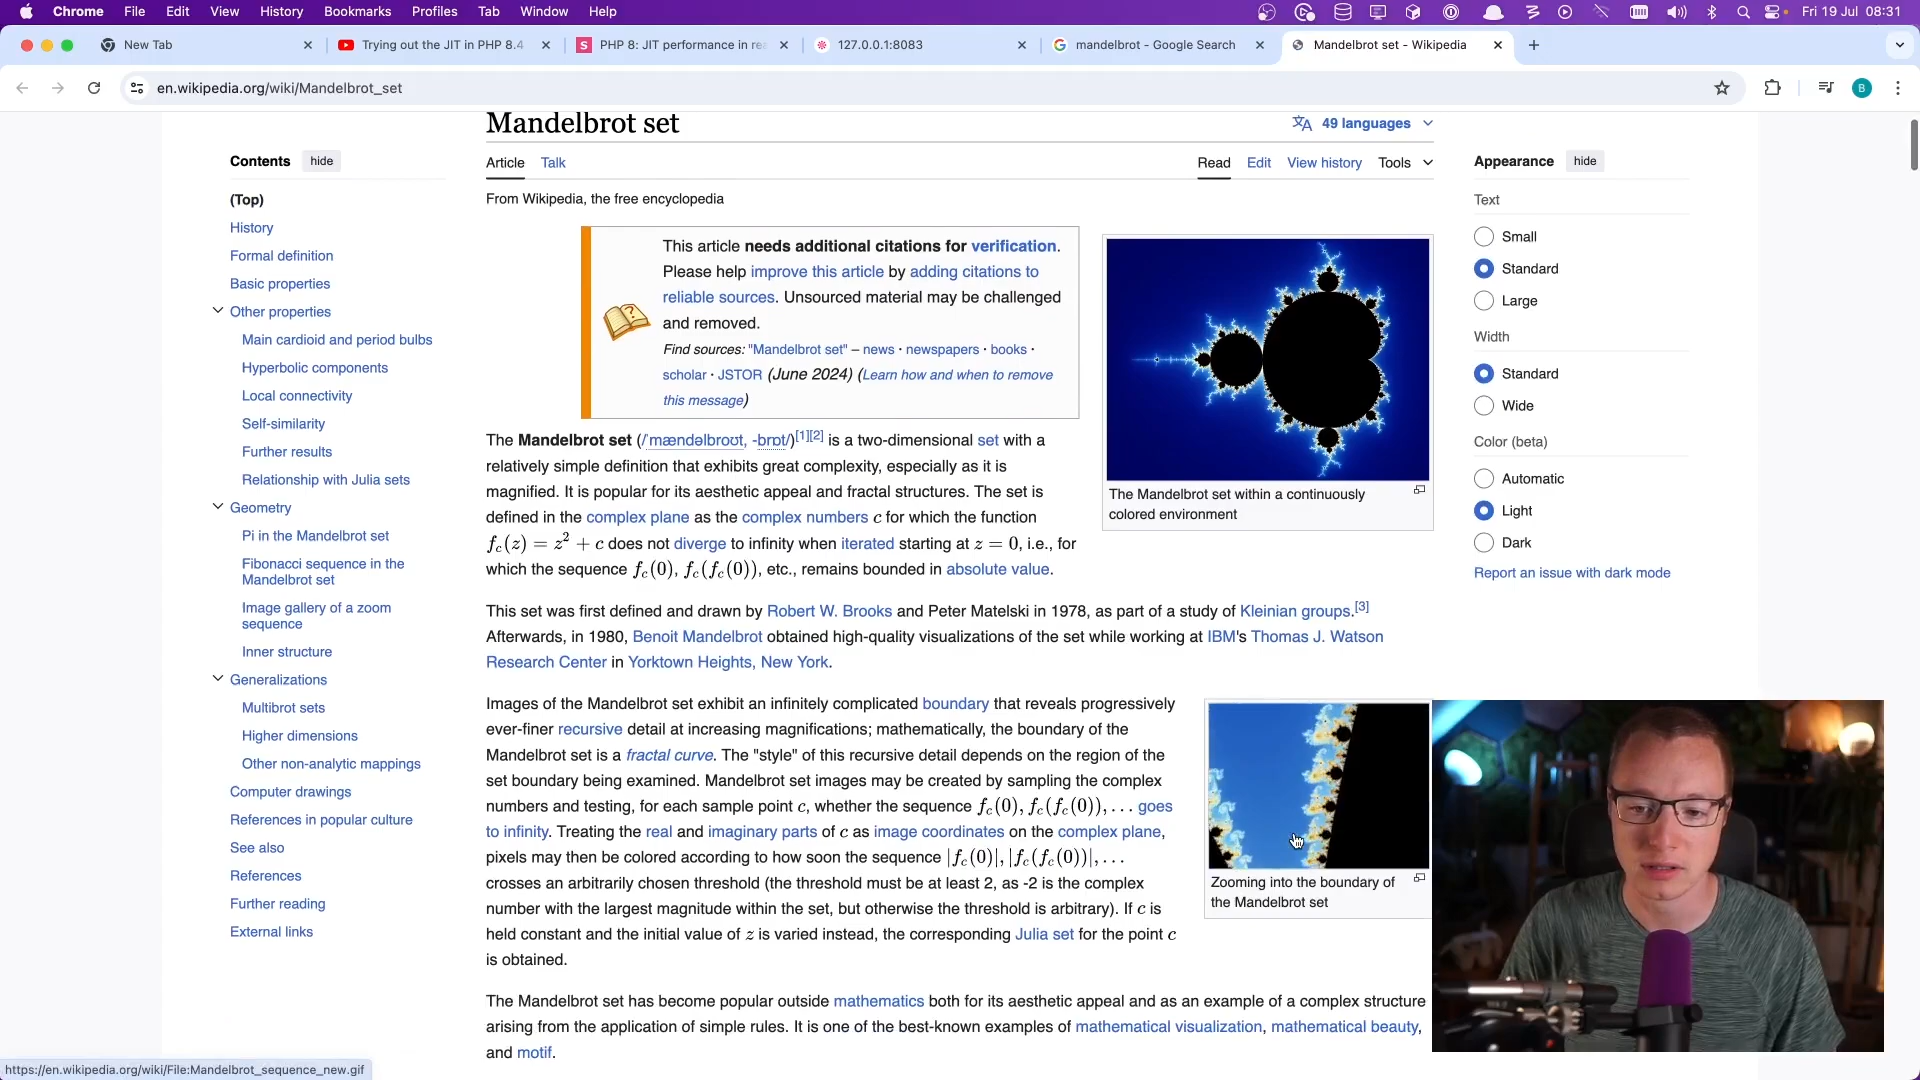 Chrome File Edit View History Bookmarks Profiles Tab Window Help Fri 19 Jul 08:31
New Tab
Trying out the JIT in PHP 8.4
PHP 8: JIT performance in rea
127.0.0.1:8083
mandelbrot - Google Search
Mandelbrot set - Wikipedia
en.wikipedia.org/wiki/Mandelbrot_set
B
Mandelbrot set
49 languages
Article Talk
Read Edit View history Tools
From Wikipedia, the free encyclopedia
Contents hide
(Top)
History
Formal definition
Basic properties
Other properties
Main cardioid and period bulbs
Hyperbolic components
Local connectivity
Self-similarity
Further results
Relationship with Julia sets
Geometry
Pi in the Mandelbrot set
Fibonacci sequence in the
Mandelbrot set
Image gallery of a zoom
sequence
Inner structure
Generalizations
Multibrot sets
Higher dimensions
Other non-analytic mappings
Computer drawings
References in popular culture
See also
References
Further reading
External links
This article needs additional citations for verification.
Please help improve this article by adding citations to
reliable sources. Unsourced material may be challenged
and removed.
Find sources: "Mandelbrot set" – news · newspapers · books ·
scholar · JSTOR (June 2024) (Learn how and when to remove
this message)
The Mandelbrot set within a continuously
colored environment
The Mandelbrot set (/ˈmændəlbroʊt, -brɒt/)[1][2] is a two-dimensional set with a
relatively simple definition that exhibits great complexity, especially as it is
magnified. It is popular for its aesthetic appeal and fractal structures. The set is
defined in the complex plane as the complex numbers c for which the function
f_c(z) = z² + c does not diverge to infinity when iterated starting at z = 0, i.e., for
which the sequence f_c(0), f_c(f_c(0)), etc., remains bounded in absolute value.
This set was first defined and drawn by Robert W. Brooks and Peter Matelski in 1978, as part of a study of Kleinian groups.[3]
Afterwards, in 1980, Benoit Mandelbrot obtained high-quality visualizations of the set while working at IBM's Thomas J. Watson
Research Center in Yorktown Heights, New York.
Images of the Mandelbrot set exhibit an infinitely complicated boundary that reveals progressively
ever-finer recursive detail at increasing magnifications; mathematically, the boundary of the
Mandelbrot set is a fractal curve. The "style" of this recursive detail depends on the region of the
set boundary being examined. Mandelbrot set images may be created by sampling the complex
numbers and testing, for each sample point c, whether the sequence f_c(0), f_c(f_c(0)), . . . goes
to infinity. Treating the real and imaginary parts of c as image coordinates on the complex plane,
pixels may then be colored according to how soon the sequence |f_c(0)|, |f_c(f_c(0))|, . . .
crosses an arbitrarily chosen threshold (the threshold must be at least 2, as -2 is the complex
number with the largest magnitude within the set, but otherwise the threshold is arbitrary). If c is
held constant and the initial value of z is varied instead, the corresponding Julia set for the point c
is obtained.
Zooming into the boundary of
the Mandelbrot set
The Mandelbrot set has become popular outside mathematics both for its aesthetic appeal and as an example of a complex structure
arising from the application of simple rules. It is one of the best-known examples of mathematical visualization, mathematical beauty,
and motif.
Appearance hide
Text
Small
Standard
Large
Width
Standard
Wide
Color (beta)
Automatic
Light
Dark
Report an issue with dark mode
https://en.wikipedia.org/wiki/File:Mandelbrot_sequence_new.gif